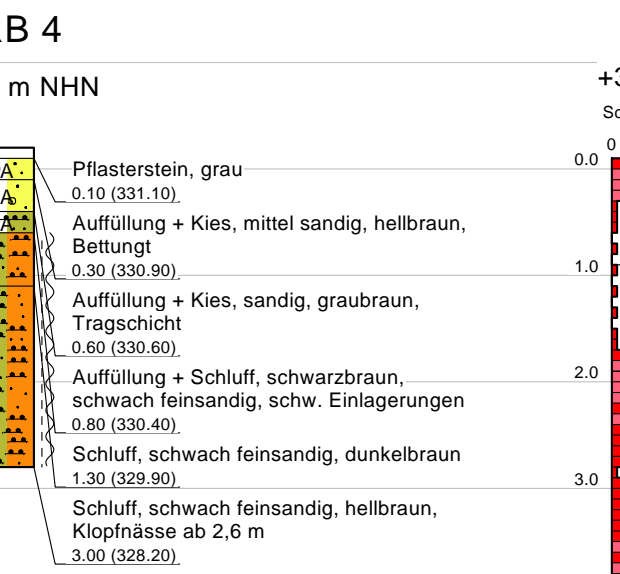 B 4
m NHN
Pflasterstein, grau
0.10 (331.10)
Auffüllung + Kies, mittel sandig, hellbraun,
Bettungt
0.30 (330.90)
Auffüllung + Kies, sandig, graubraun,
Tragschicht
0.60 (330.60)
Auffüllung + Schluff, schwarzbraun,
schwach feinsandig, schw. Einlagerungen
0.80 (330.40)
Schluff, schwach feinsandig, dunkelbraun
1.30 (329.90)
Schluff, schwach feinsandig, hellbraun,
Klopfnässe ab 2,6 m
3.00 (328.20)
A
A
A
0.0
1.0
2.0
3.0
+3
Sc
0